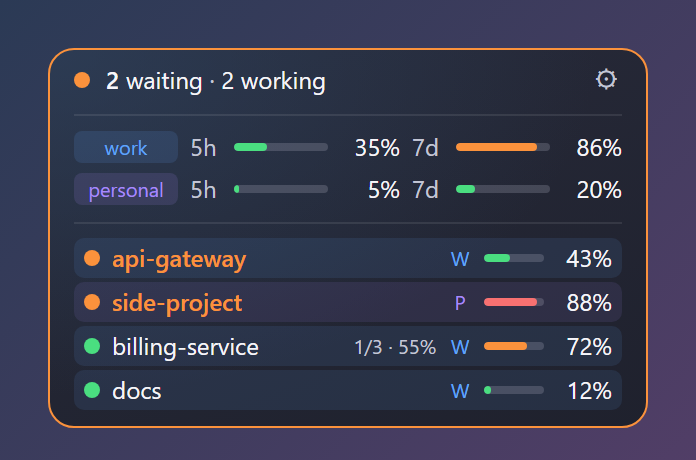 2 waiting · 2 working
work 5h 35% 7d 86%
personal 5h 5% 7d 20%
api-gateway W 43%
side-project P 88%
billing-service 1/3 · 55% W 72%
docs W 12%